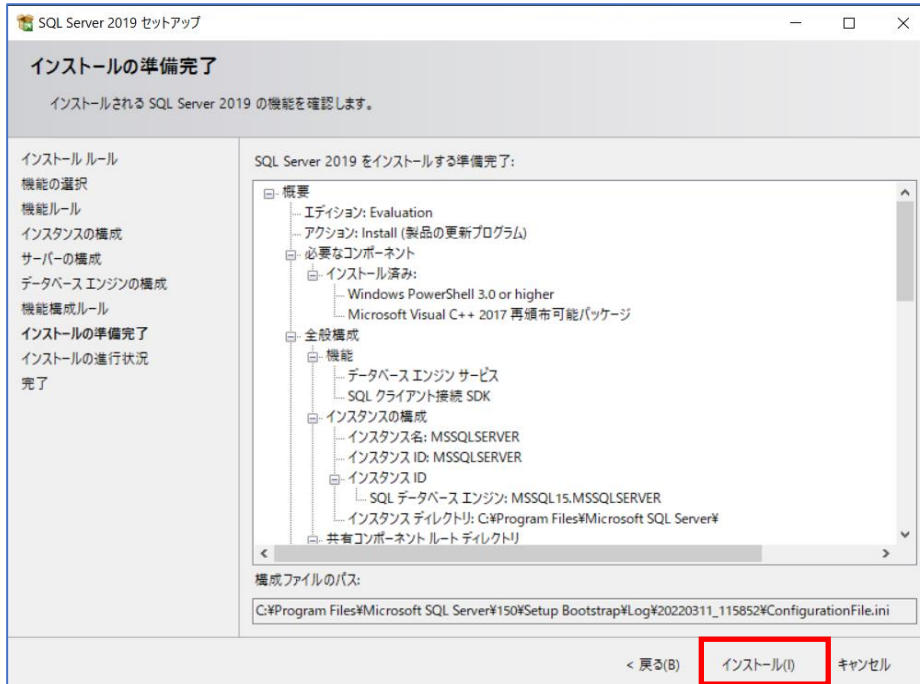 SQL Server 2019 セットアップ
インストールの準備完了
インストールされる SQL Server 2019 の機能を確認します。
インストール ルール
機能の選択
機能ルール
インスタンスの構成
サーバーの構成
データベース エンジンの構成
機能構成ルール
インストールの準備完了
インストールの進行状況
完了
SQL Server 2019 をインストールする準備完了:
概要
エディション: Evaluation
アクション: Install (製品の更新プログラム)
必要なコンポーネント
インストール済み:
Windows PowerShell 3.0 or higher
Microsoft Visual C++ 2017 再頒布可能パッケージ
全般構成
機能
データベース エンジン サービス
SQL クライアント接続 SDK
インスタンスの構成
インスタンス名: MSSQLSERVER
インスタンス ID: MSSQLSERVER
インスタンス ID
SQL データベース エンジン: MSSQL15.MSSQLSERVER
インスタンス ディレクトリ: C:¥Program Files¥Microsoft SQL Server¥
共有コンポーネント ルート ディレクトリ
構成ファイルのパス:
C:¥Program Files¥Microsoft SQL Server¥150¥Setup Bootstrap¥Log¥20220311_115852¥ConfigurationFile.ini
< 戻る(B) インストール(I) キャンセル